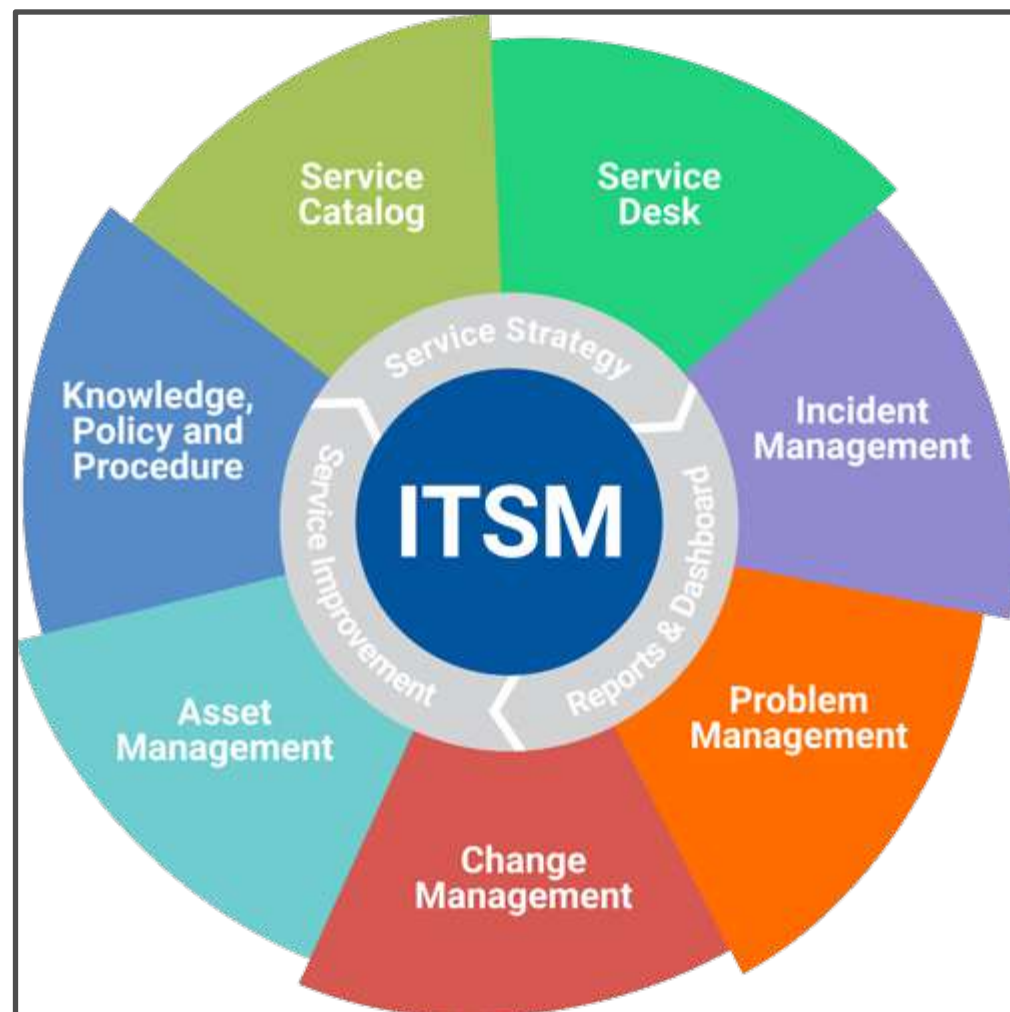 Service
Catalog
Service
Desk
Incident
Management
Problem
Management
Change
Management
Asset
Management
Knowledge,
Policy and
Procedure
Service Strategy
Reports & Dashboard
Service Improvement
ITSM